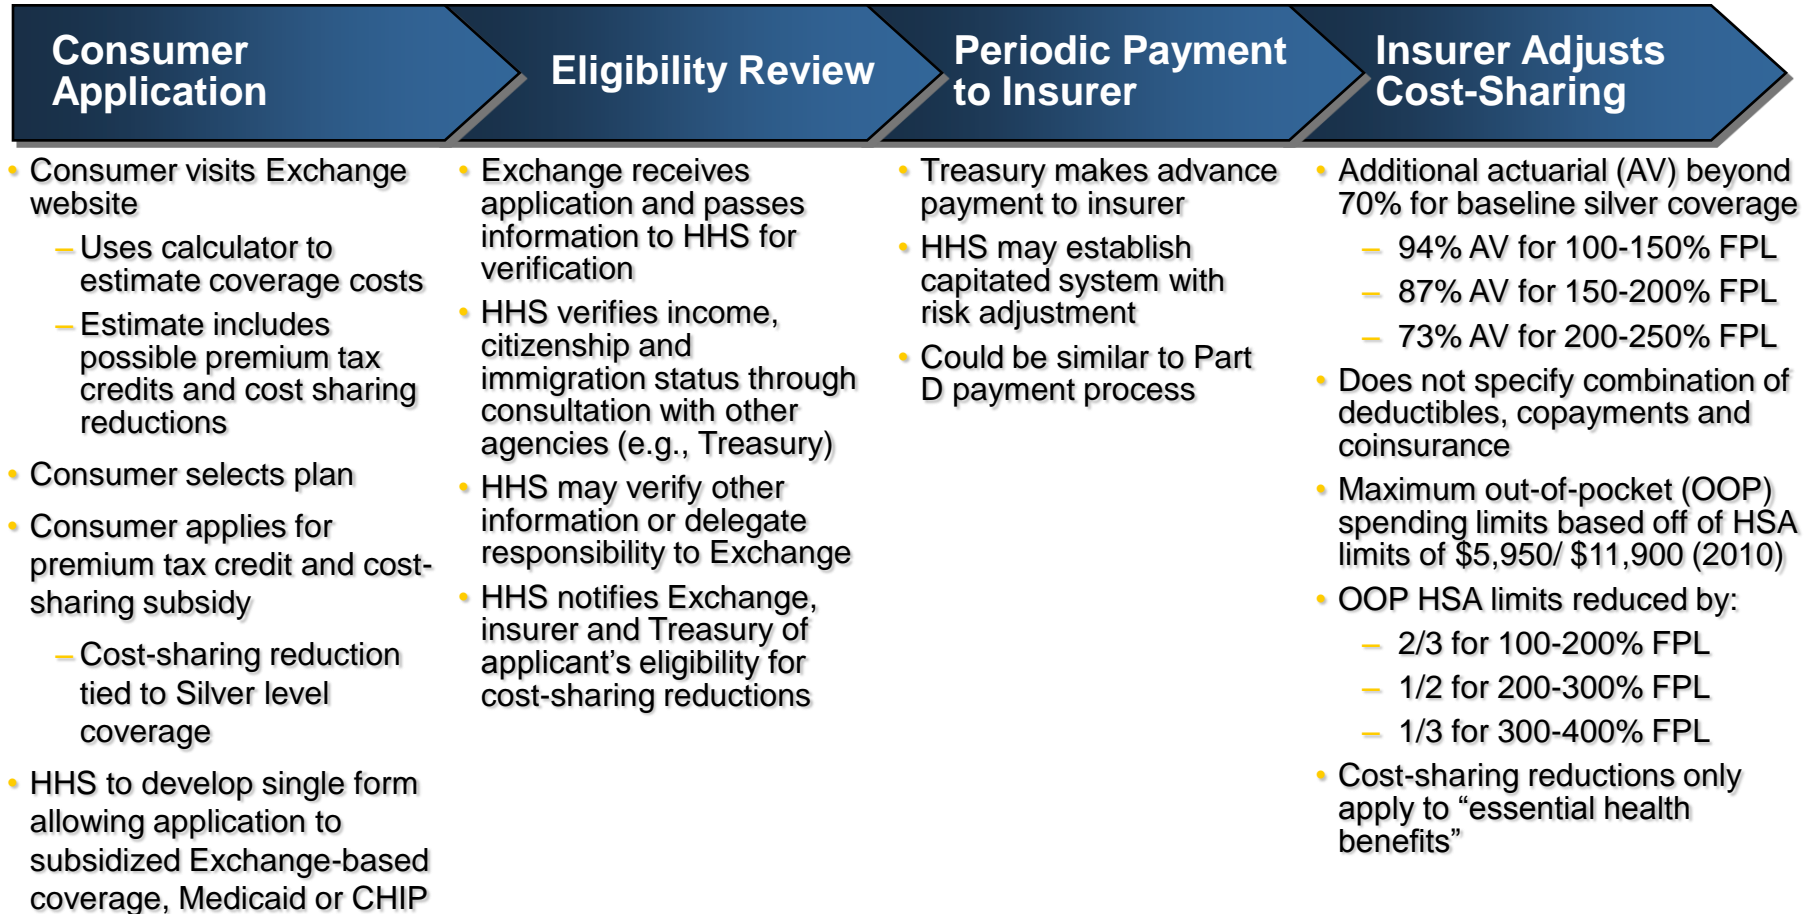 Consumer
Application
Eligibility Review
Periodic Payment
to Insurer
Insurer Adjusts
Cost-Sharing
• Consumer visits Exchange
website
– Uses calculator to
estimate coverage costs
– Estimate includes
possible premium tax
credits and cost sharing
reductions
• Consumer selects plan
• Consumer applies for
premium tax credit and cost-
sharing subsidy
– Cost-sharing reduction
tied to Silver level
coverage
• HHS to develop single form
allowing application to
subsidized Exchange-based
coverage, Medicaid or CHIP
• Exchange receives
application and passes
information to HHS for
verification
• HHS verifies income,
citizenship and
immigration status through
consultation with other
agencies (e.g., Treasury)
• HHS may verify other
information or delegate
responsibility to Exchange
• HHS notifies Exchange,
insurer and Treasury of
applicant’s eligibility for
cost-sharing reductions
• Treasury makes advance
payment to insurer
• HHS may establish
capitated system with
risk adjustment
• Could be similar to Part
D payment process
• Additional actuarial (AV) beyond
70% for baseline silver coverage
– 94% AV for 100-150% FPL
– 87% AV for 150-200% FPL
– 73% AV for 200-250% FPL
• Does not specify combination of
deductibles, copayments and
coinsurance
• Maximum out-of-pocket (OOP)
spending limits based off of HSA
limits of $5,950/ $11,900 (2010)
• OOP HSA limits reduced by:
– 2/3 for 100-200% FPL
– 1/2 for 200-300% FPL
– 1/3 for 300-400% FPL
• Cost-sharing reductions only
apply to “essential health
benefits”